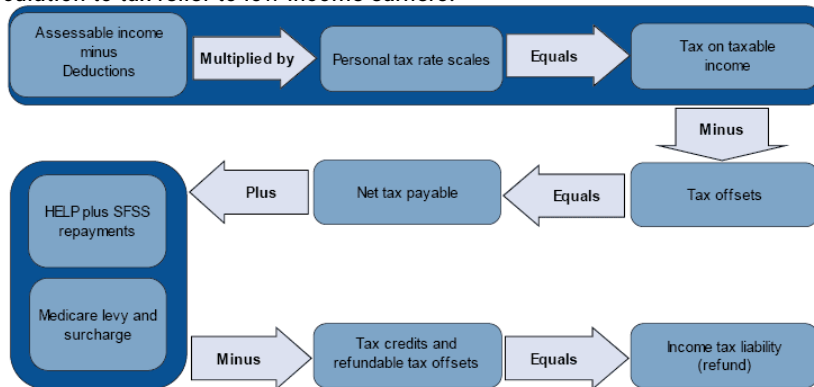 Assessable income
minus
Deductions
Multiplied by
Personal tax rate scales
Equals
Tax on taxable
income
Minus
Tax offsets
Equals
Net tax payable
Plus
HELP plus SFSS
repayments
Medicare levy and
surcharge
Minus
Tax credits and
refundable tax offsets
Equals
Income tax liability
(refund)